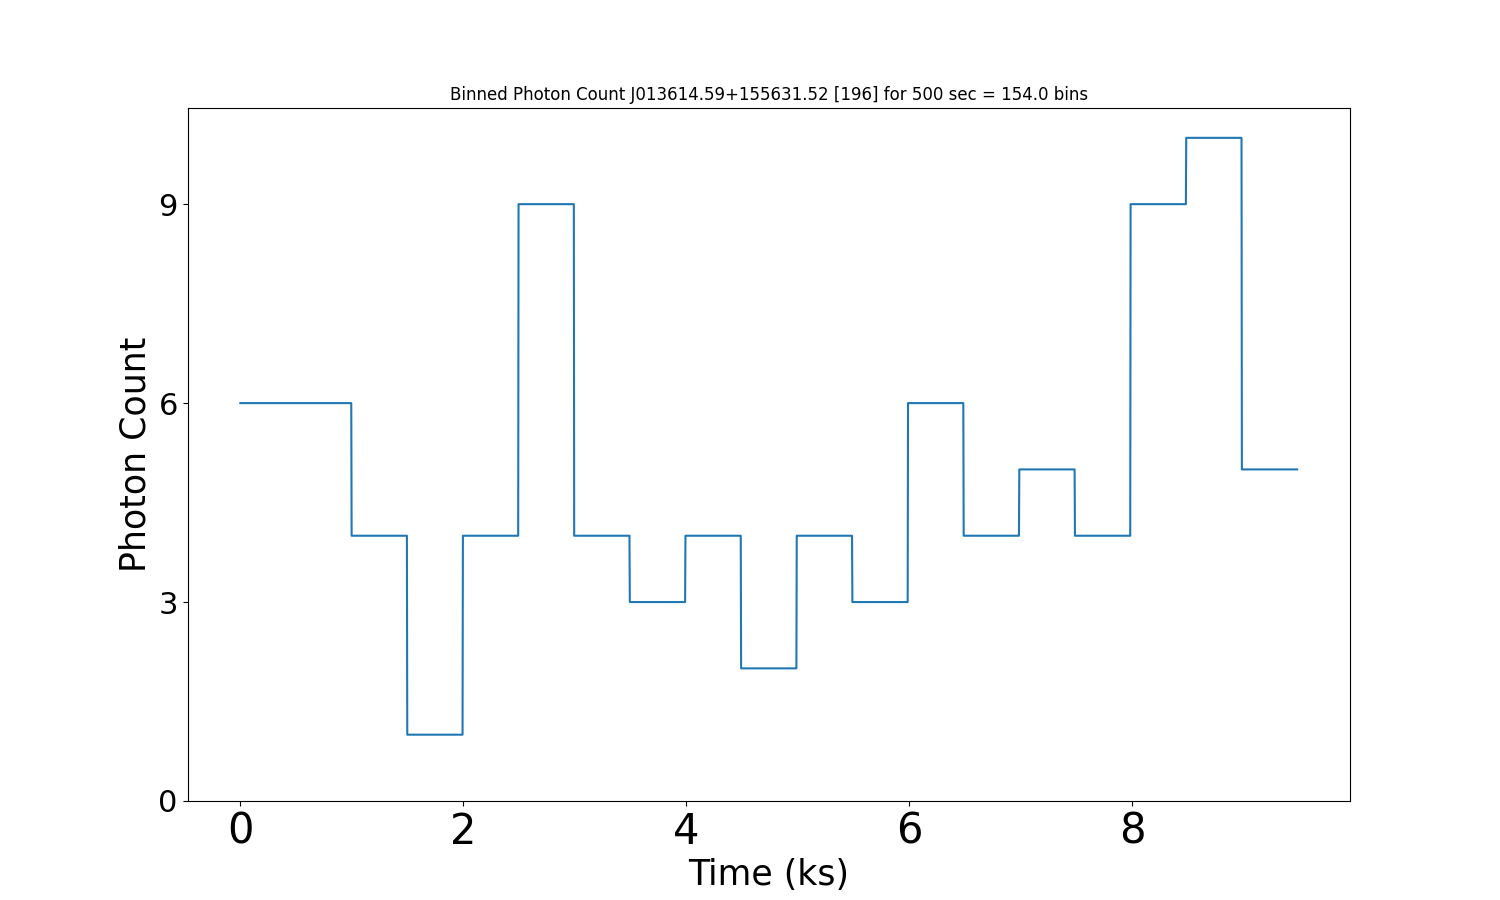 Binned Photon Count J013614.59+155631.52 [196] for 500 sec = 154.0 bins
9
6
3
0
Photon Count
0 2 4 6 8
Time (ks)